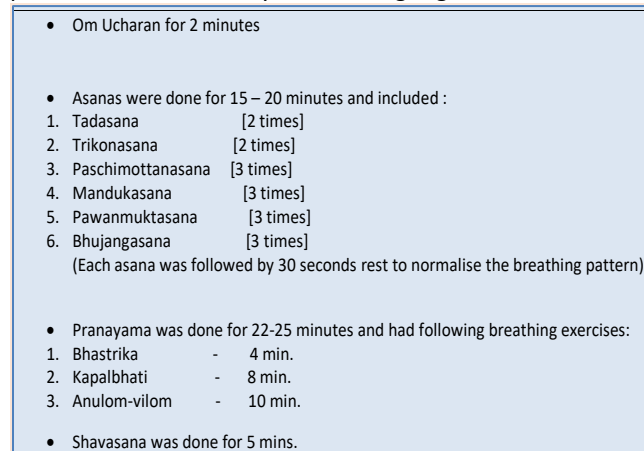 • Om Ucharan for 2 minutes
• Asanas were done for 15 – 20 minutes and included :
1. Tadasana [2 times]
2. Trikonasana [2 times]
3. Paschimottanasana [3 times]
4. Mandukasana [3 times]
5. Pawanmuktasana [3 times]
6. Bhujangasana [3 times]
(Each asana was followed by 30 seconds rest to normalise the breathing pattern)
• Pranayama was done for 22-25 minutes and had following breathing exercises:
1. Bhastrika - 4 min.
2. Kapalbhati - 8 min.
3. Anulom-vilom - 10 min.
• Shavasana was done for 5 mins.